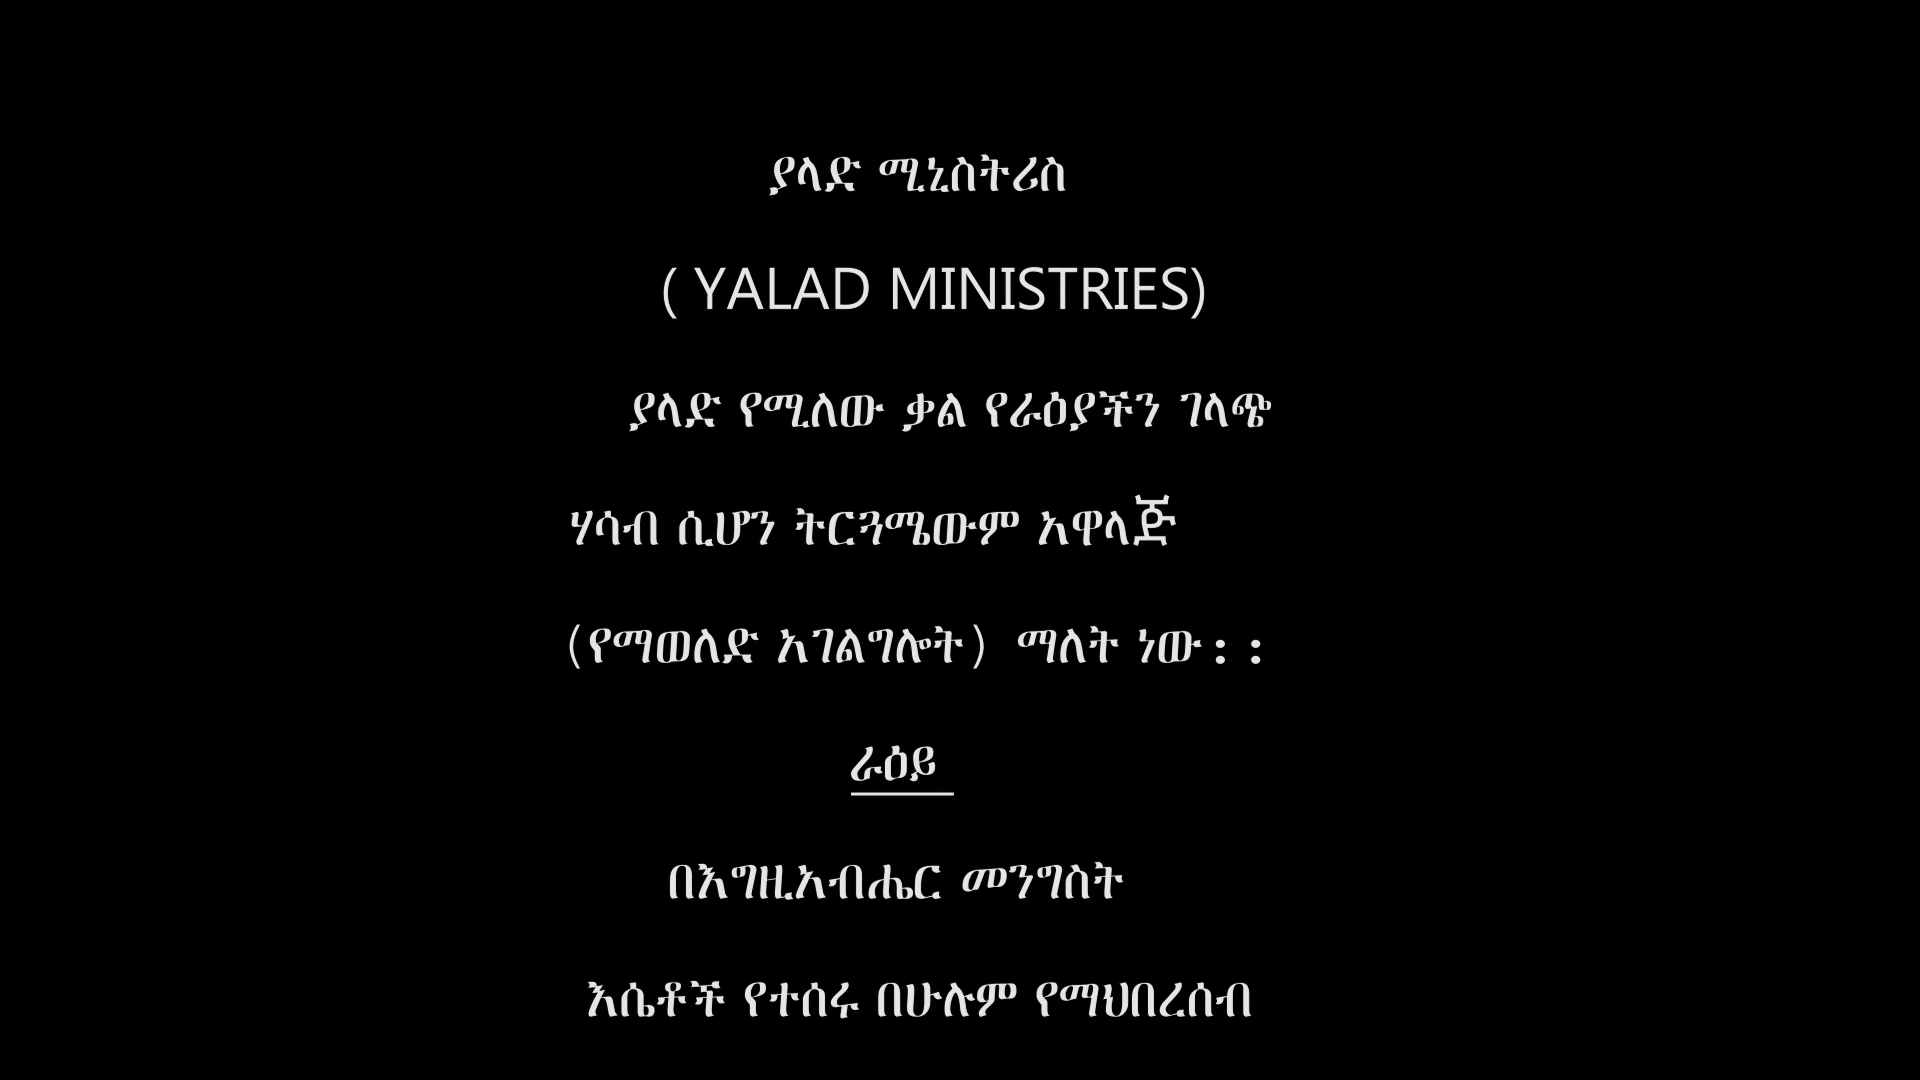 ያላድ ሚኒስትሪስ
( YALAD MINISTRIES)
ያላድ የሚለው ቃል የራዕያችን ገላጭ
ሃሳብ ሲሆን ትርጓሜውም አዋላጅ
(የማወለድ አገልግሎት) ማለት ነው፡፡
ራዕይ
በእግዚአብሔር መንግስት
እሴቶች የተሰሩ በሁሉም የማህበረሰብ